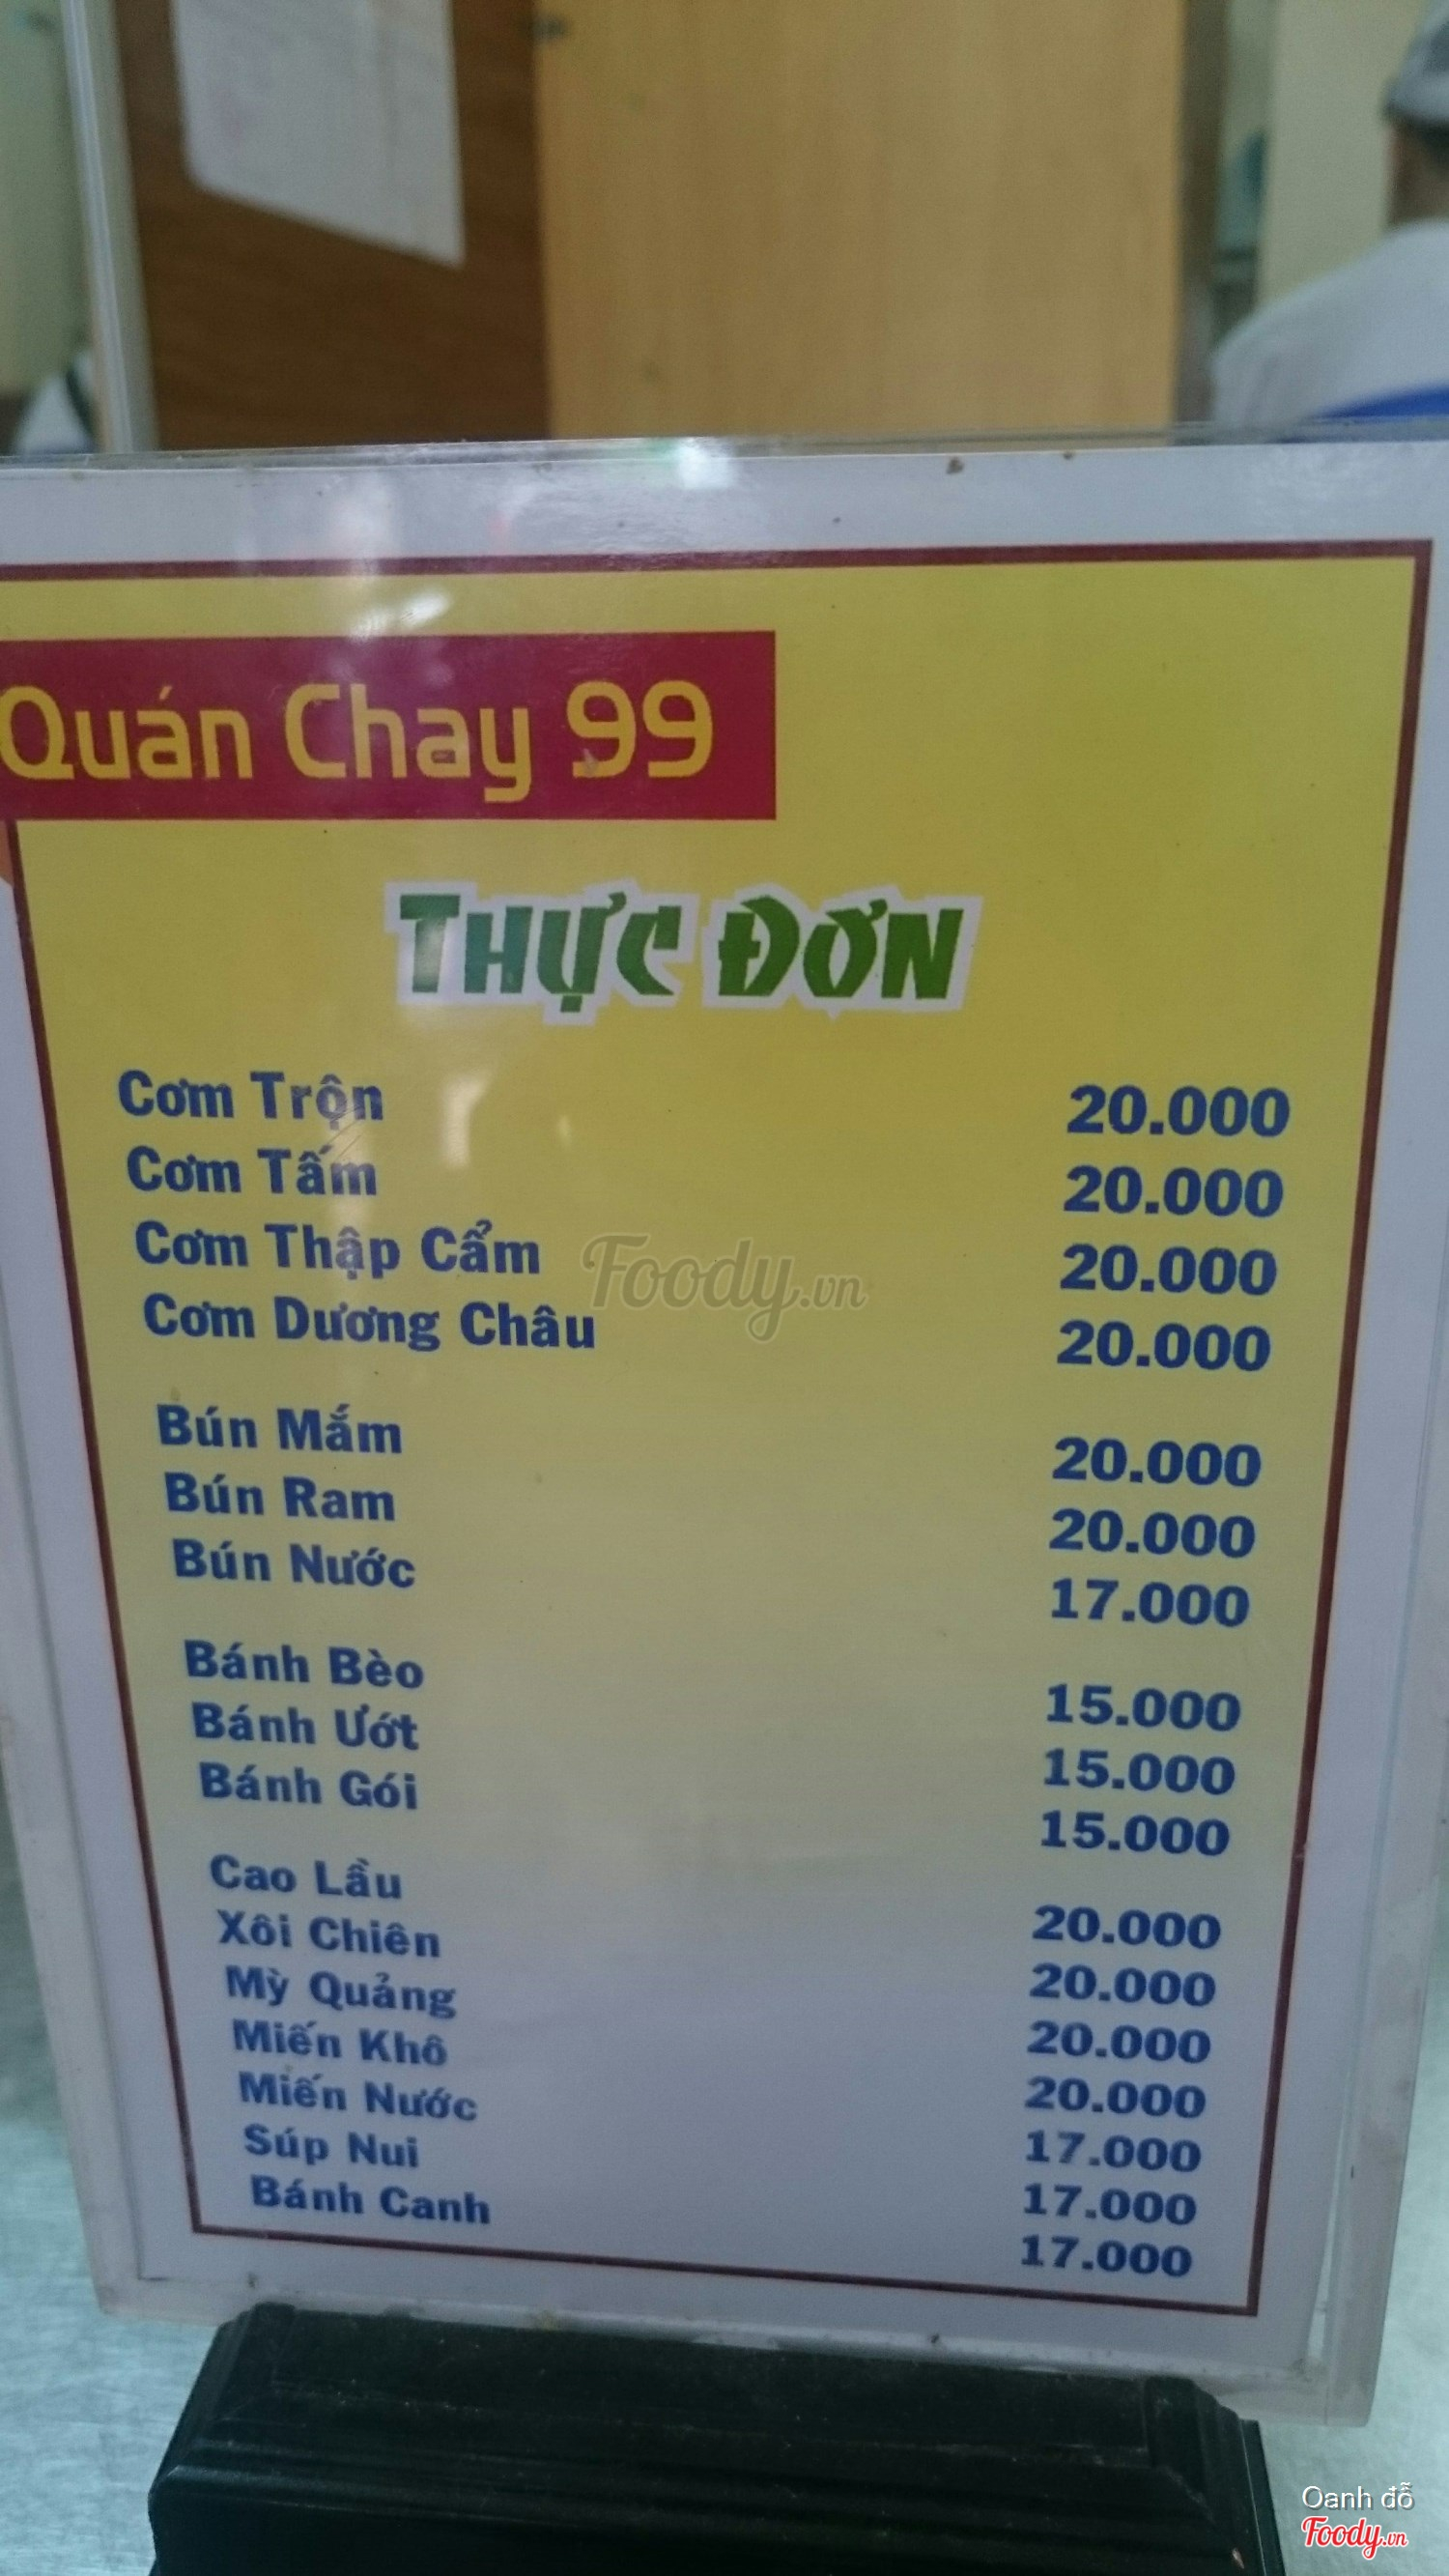 Quán Chay 99
THỰC ĐƠN
Cơm Trộn 20.000
Cơm Tấm 20.000
Cơm Thập Cẩm 20.000
Cơm Dương Châu 20.000
Bún Mắm 20.000
Bún Ram 20.000
Bún Nước 17.000
Bánh Bèo 15.000
Bánh Ướt 15.000
Bánh Gói 15.000
Cao Lầu 20.000
Xôi Chiên 20.000
Mỳ Quảng 20.000
Miến Khô 20.000
Miến Nước 17.000
Súp Nui 17.000
Bánh Canh 17.000
Foody.vn
Oanh đỗ
Foody.vn